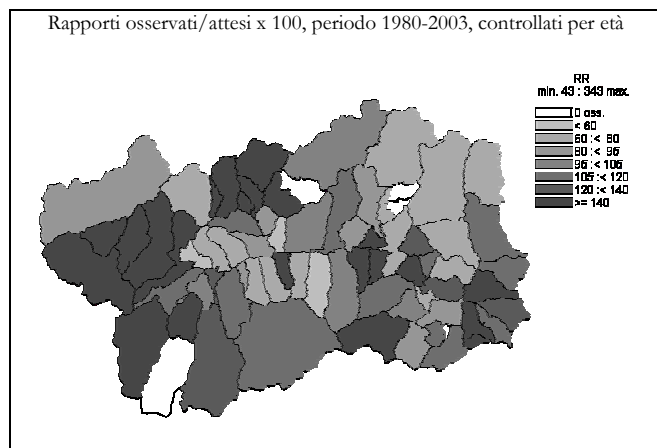 Rapporti osservati/attesi x 100, periodo 1980-2003, controllati per età
RR
min. 43 : 343 max.
0 oss.
< 60
60 :< 80
80 :< 95
95 :< 105
105 :< 120
120 :< 140
>= 140